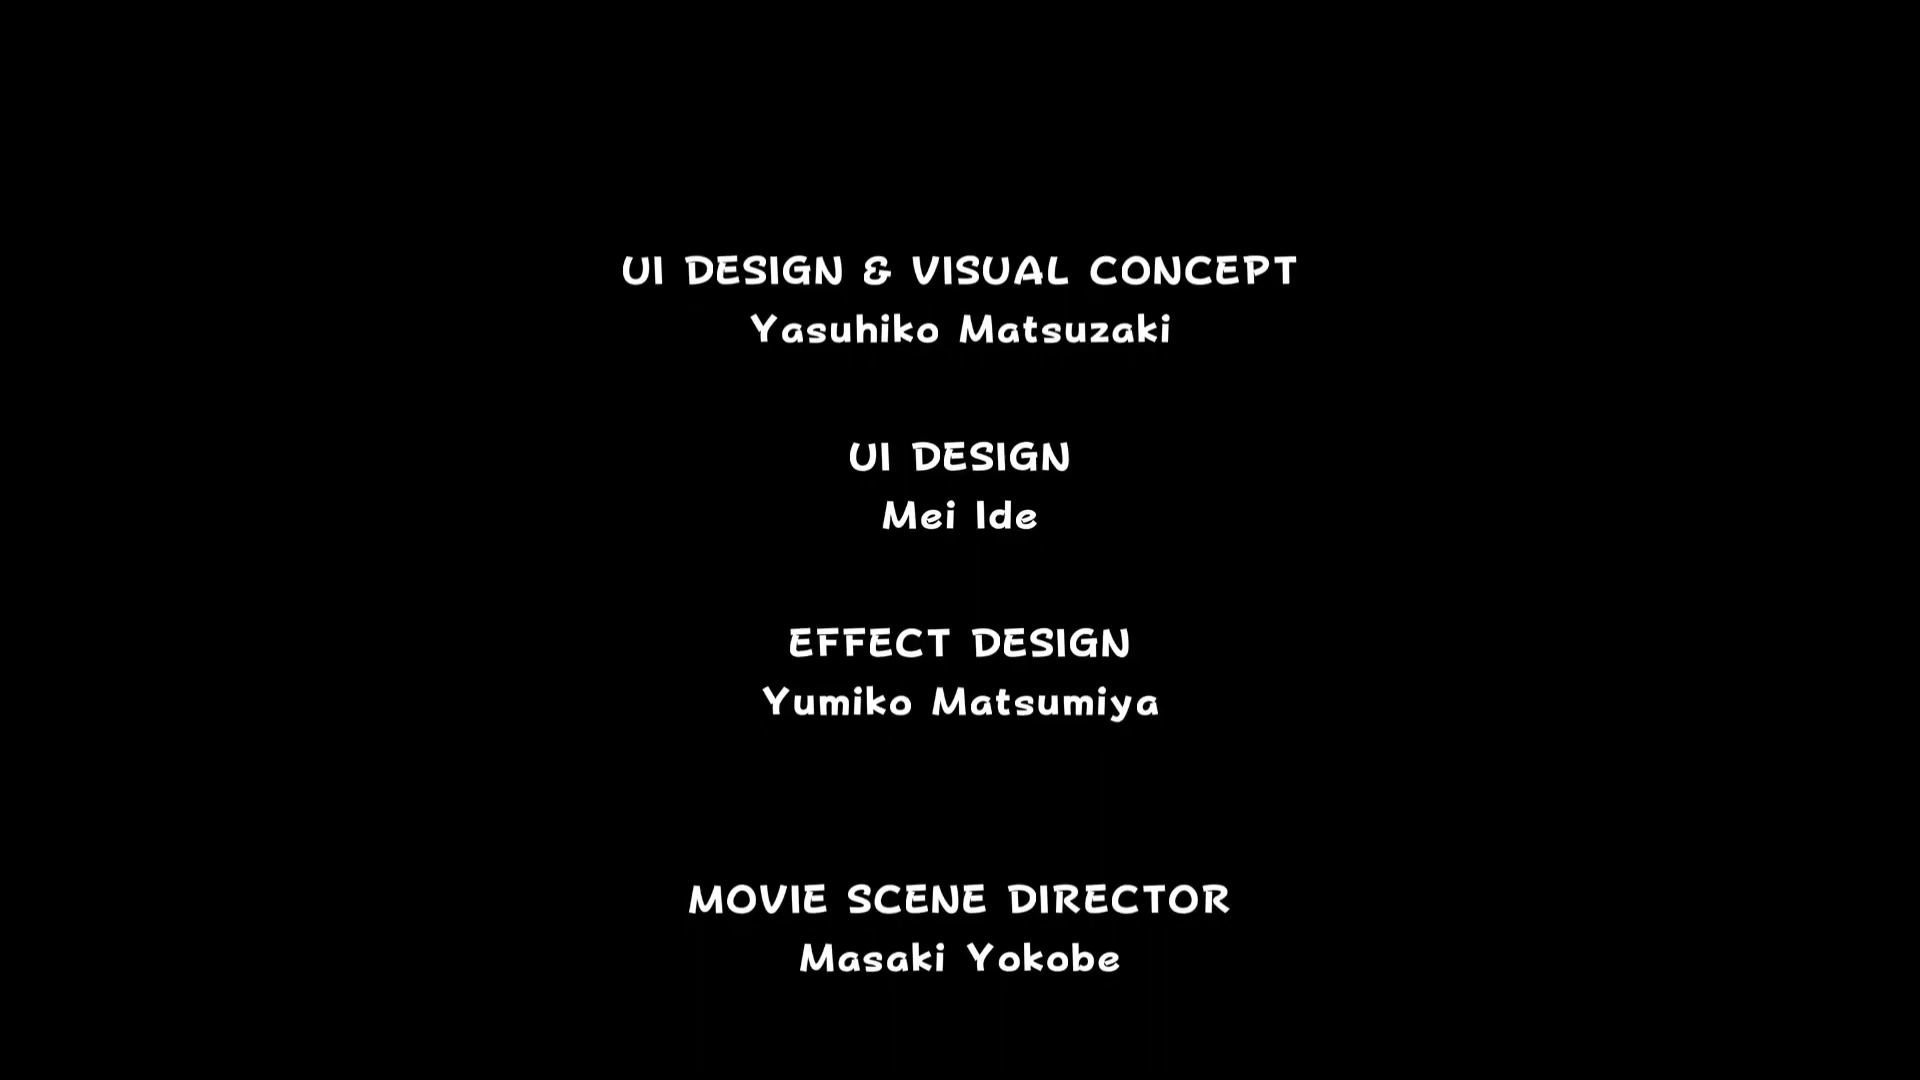 UI DESIGN & VISUAL CONCEPT
Yasuhiko Matsuzaki
UI DESIGN
Mei Ide
EFFECT DESIGN
Yumiko Matsumiya
MOVIE SCENE DIRECTOR
Masaki Yokobe